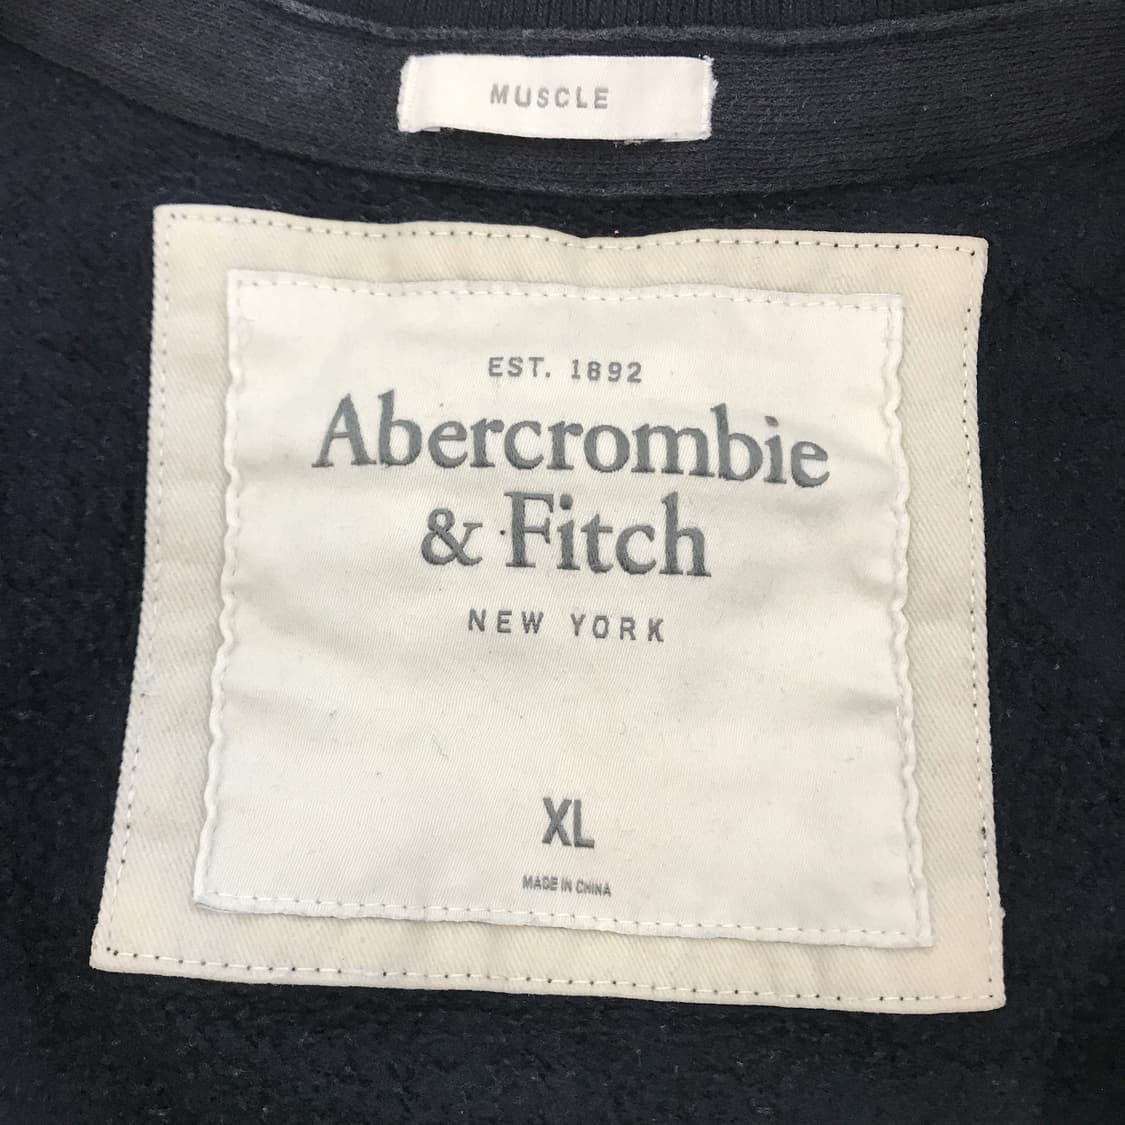 MUSCLE
EST. 1892
Abercrombie
& Fitch
NEW YORK
XL
MADE IN CHINA